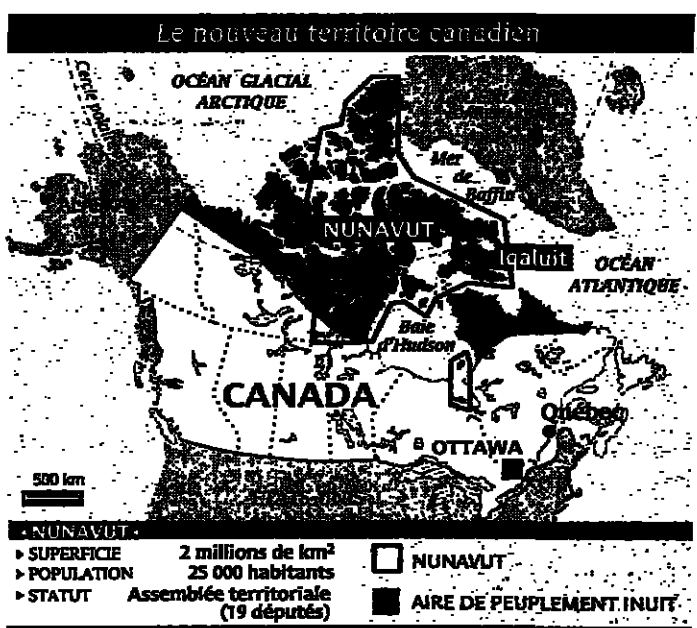 Le nouveau territoire canadien
Cercle polaire
OCÉAN GLACIAL
ARCTIQUE
Mer
de
Baffin
NUNAVUT
Iqaluit
OCÉAN
ATLANTIQUE
Baie
d'Hudson
CANADA
Québec
OTTAWA
500 km
• NUNAVUT •
▸ SUPERFICIE 2 millions de km²
▸ POPULATION 25 000 habitants
▸ STATUT Assemblée territoriale
(19 députés)
NUNAVUT
AIRE DE PEUPLEMENT INUIT